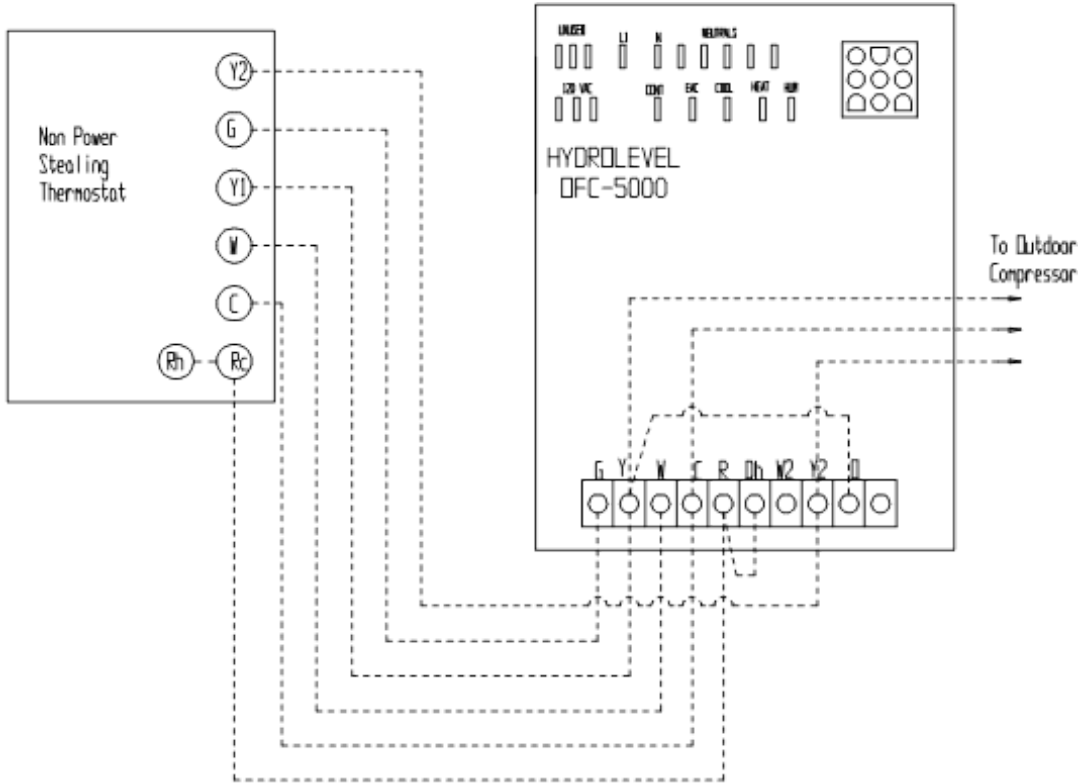 Y2
G
Y1
W
C
Rh Rc
Non Power
Stealing
Thermostat
UNUSED L1 N NEUTRALS
120 VAC CONT EAC COOL HEAT HUM
HYDROLEVEL
OFC-5000
To Outdoor
Compressor
G Y W C R Dh W2 Y2 O